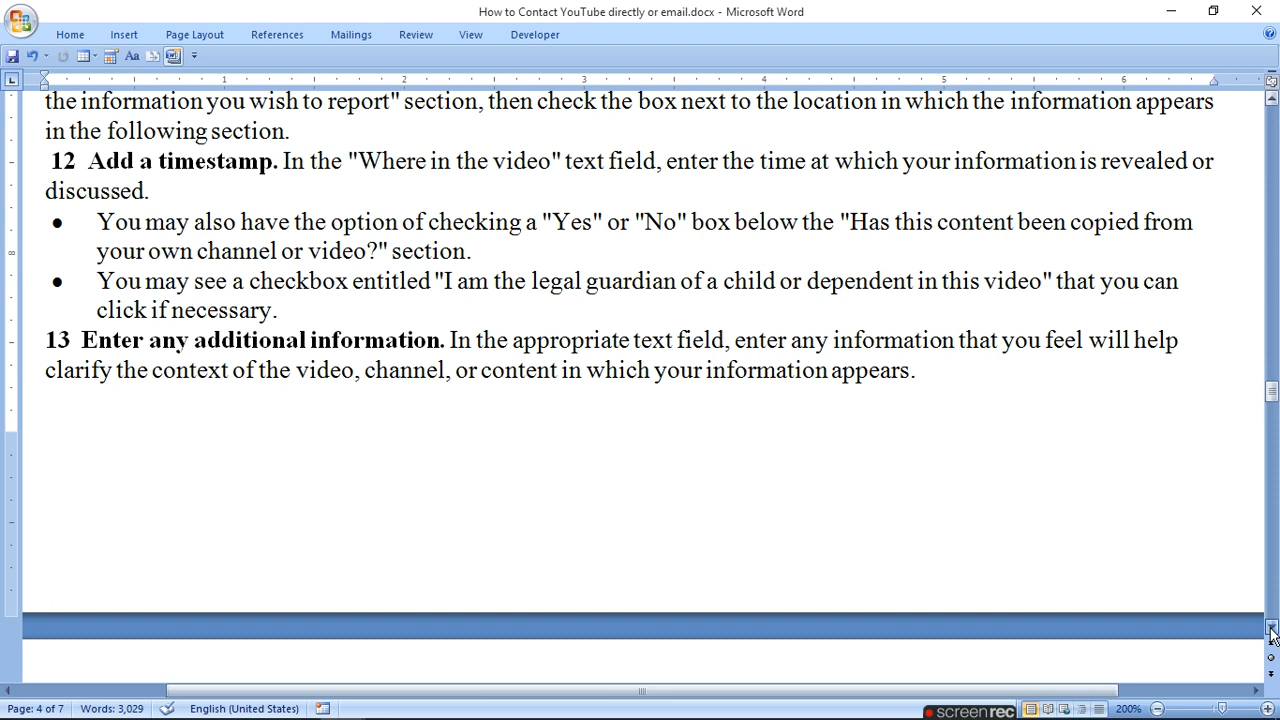 How to Contact YouTube directly or email.docx - Microsoft Word
Home Insert Page Layout References Mailings Review View Developer
Aa
1 2 3 4 5 6
the information you wish to report" section, then check the box next to the location in which the information appears
in the following section.
12 Add a timestamp. In the "Where in the video" text field, enter the time at which your information is revealed or
discussed.
• You may also have the option of checking a "Yes" or "No" box below the "Has this content been copied from
your own channel or video?" section.
• You may see a checkbox entitled "I am the legal guardian of a child or dependent in this video" that you can
click if necessary.
13 Enter any additional information. In the appropriate text field, enter any information that you feel will help
clarify the context of the video, channel, or content in which your information appears.
Page: 4 of 7 Words: 3,029 English (United States) screenrec 200%